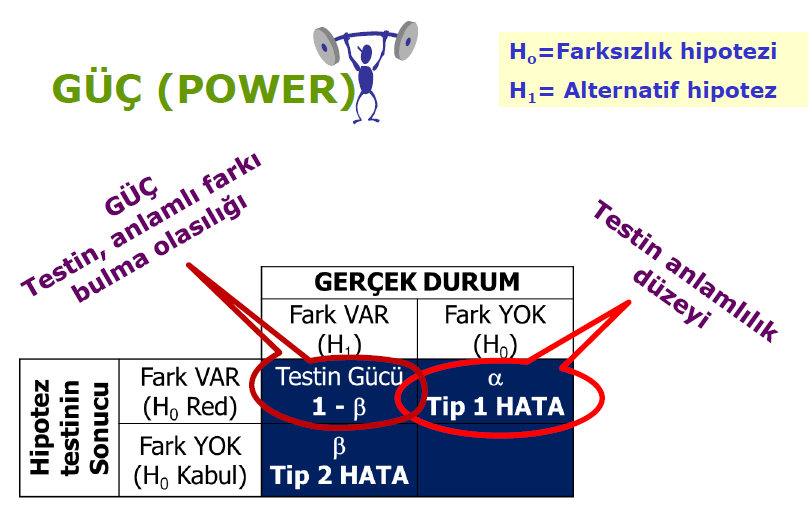 GÜÇ (POWER)
H₀=Farksızlık hipotezi
H₁= Alternatif hipotez
GÜÇ
Testin, anlamlı farkı
bulma olasılığı
Testin anlamlılık
düzeyi
GERÇEK DURUM
Fark VAR
(H₁)
Fark YOK
(H₀)
Hipotez
testinin
Sonucu
Fark VAR
(H₀ Red)
Testin Gücü
1 - β
α
Tip 1 HATA
Fark YOK
(H₀ Kabul)
β
Tip 2 HATA